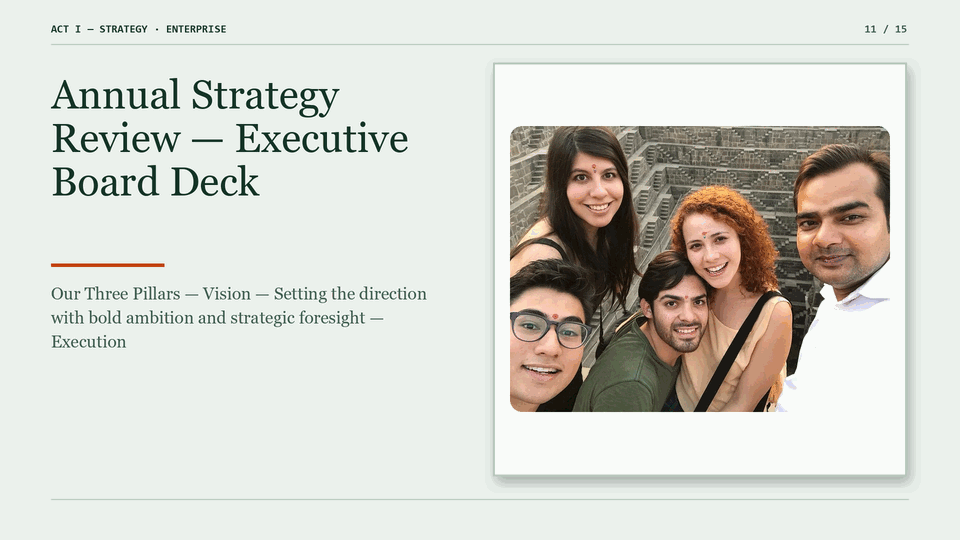 ACT I — STRATEGY · ENTERPRISE
11 / 15
Annual Strategy
Review — Executive
Board Deck
Our Three Pillars — Vision — Setting the direction
with bold ambition and strategic foresight —
Execution